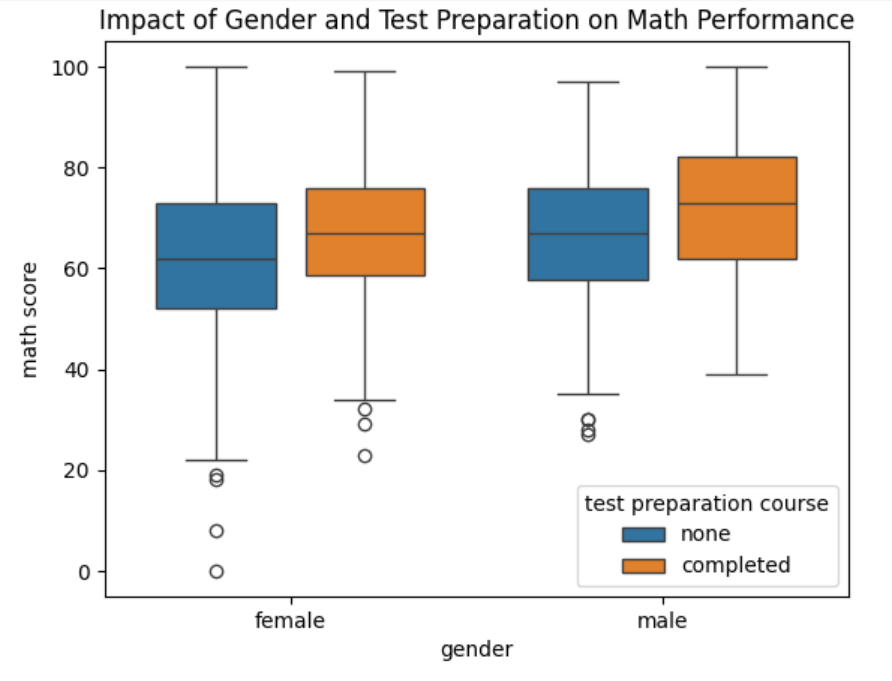 Impact of Gender and Test Preparation on Math Performance
100
80
60
40
20
0
math score
female
male
gender
test preparation course
none
completed